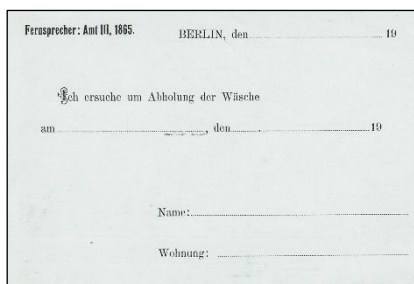 Fernsprecher: Amt III, 1865. BERLIN, den 19
Ich ersuche um Abholung der Wäsche
am , den 19
Name:
Wohnung: